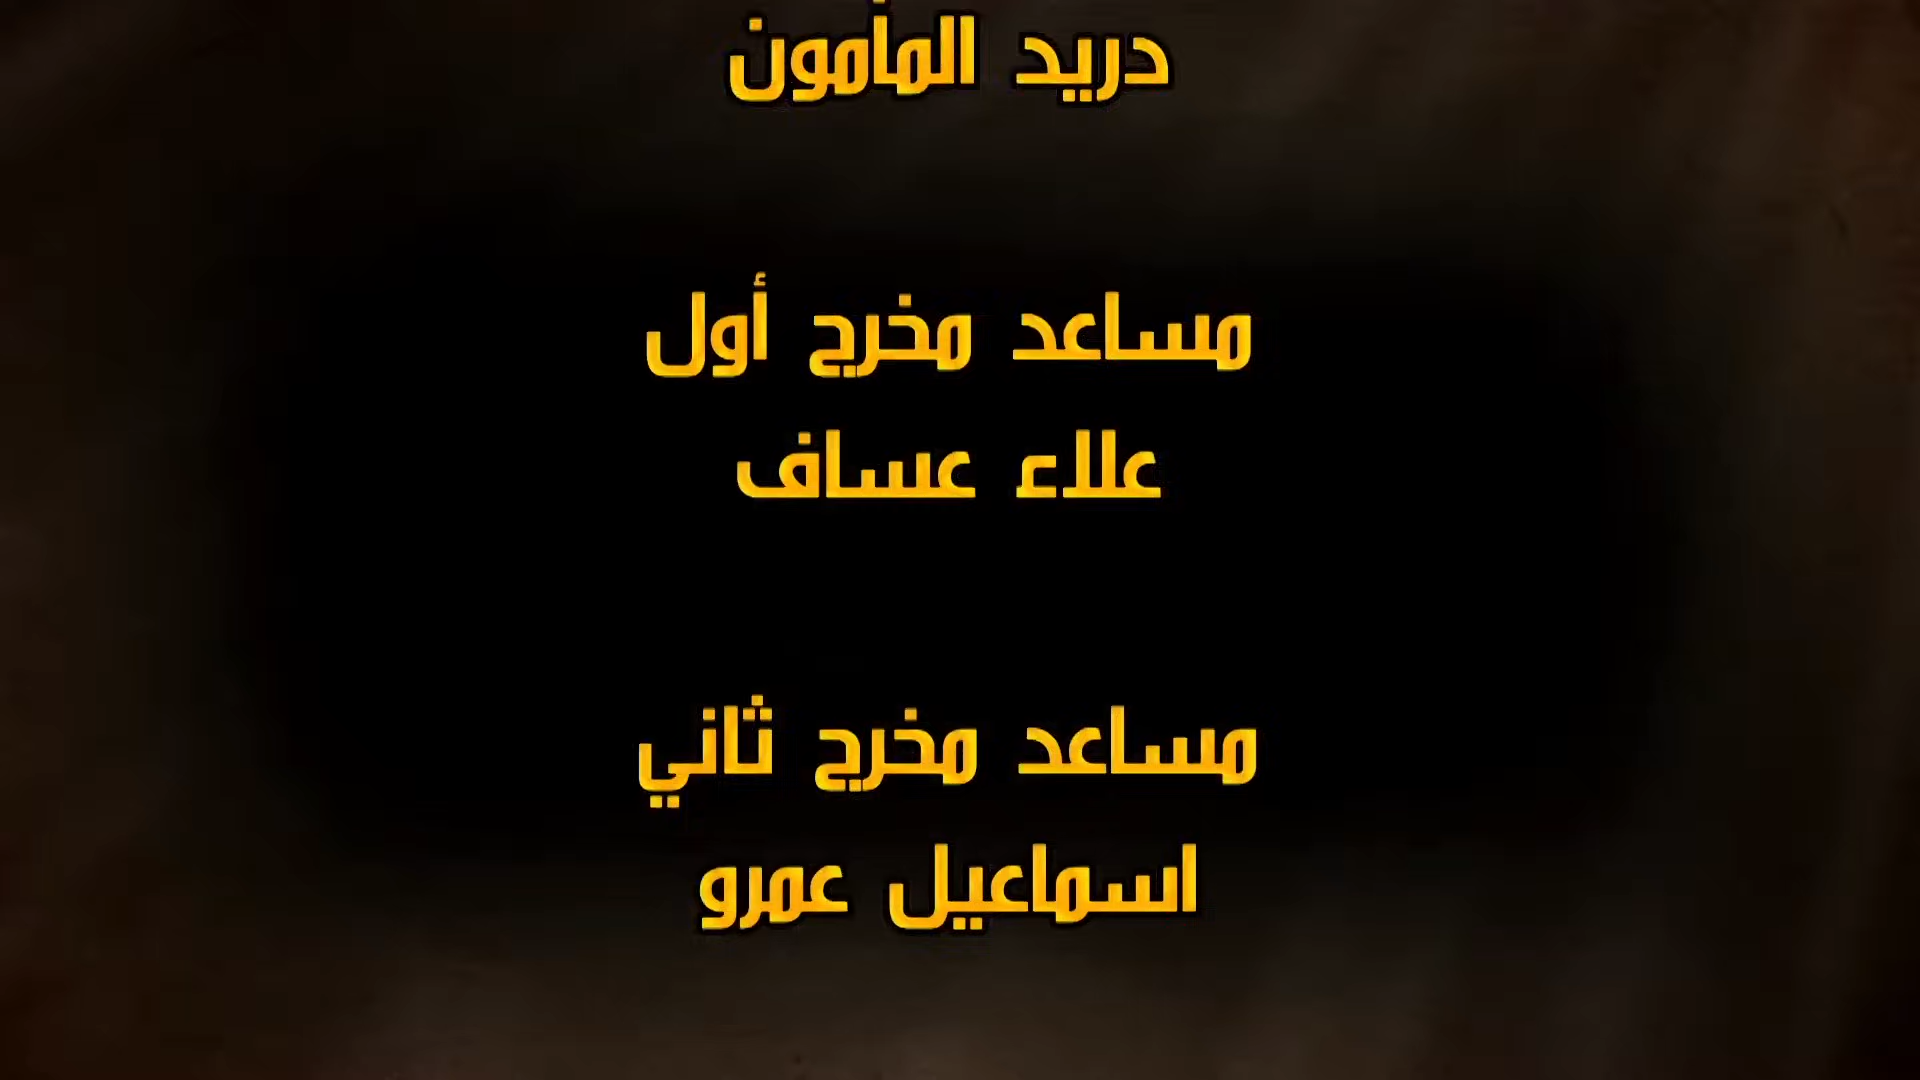 دريد المأمون
مساعد مخرج أول
علاء عساف
مساعد مخرج ثاني
اسماعيل عمرو